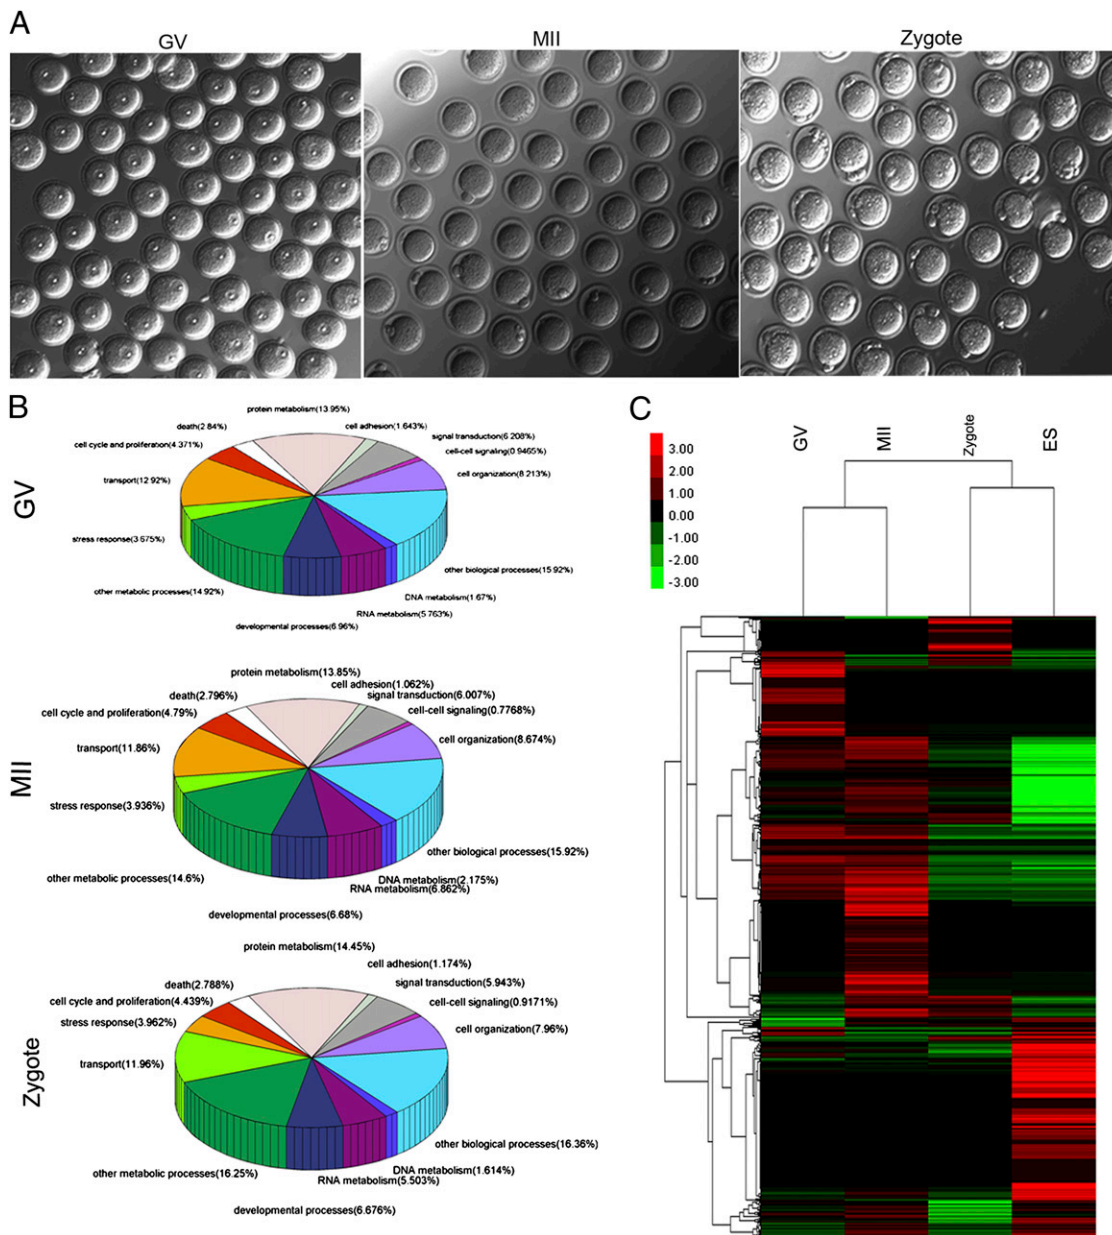 A
GV
MII
Zygote
B
GV
protein metabolism(13.95%)
death(2.84%)
cell adhesion(1.643%)
cell cycle and proliferation(4.371%)
signal transduction(6.208%)
cell-cell signaling(0.9465%)
transport(12.92%)
cell organization(8.213%)
stress response(3.675%)
other biological processes(15.92%)
other metabolic processes(14.92%)
DNA metabolism(1.67%)
RNA metabolism(5.763%)
developmental processes(6.96%)
MII
protein metabolism(13.85%)
cell adhesion(1.062%)
death(2.796%)
signal transduction(6.007%)
cell cycle and proliferation(4.79%)
cell-cell signaling(0.7768%)
transport(11.86%)
cell organization(8.674%)
stress response(3.936%)
other biological processes(15.92%)
other metabolic processes(14.6%)
DNA metabolism(2.175%)
RNA metabolism(6.862%)
developmental processes(6.68%)
Zygote
protein metabolism(14.45%)
cell adhesion(1.174%)
death(2.788%)
signal transduction(5.943%)
cell cycle and proliferation(4.439%)
cell-cell signaling(0.9171%)
stress response(3.962%)
cell organization(7.96%)
transport(11.96%)
other biological processes(16.36%)
other metabolic processes(16.25%)
DNA metabolism(1.614%)
RNA metabolism(5.503%)
developmental processes(6.676%)
C
GV
MII
Zygote
ES
3.00
2.00
1.00
0.00
-1.00
-2.00
-3.00